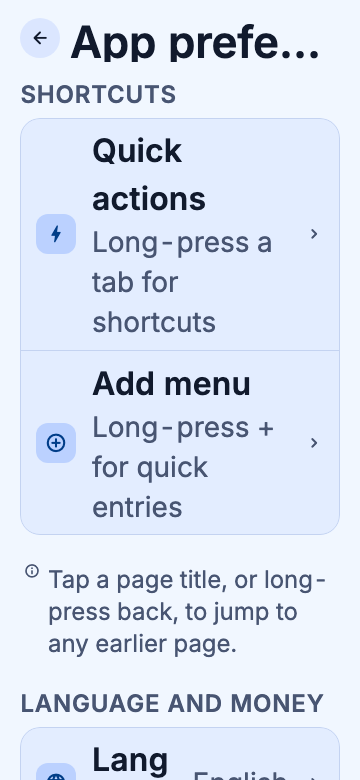 App prefe...
SHORTCUTS
Quick
actions
Long-press a
tab for
shortcuts
Add menu
Long-press +
for quick
entries
Tap a page title, or long-
press back, to jump to
any earlier page.
LANGUAGE AND MONEY
Lang
English